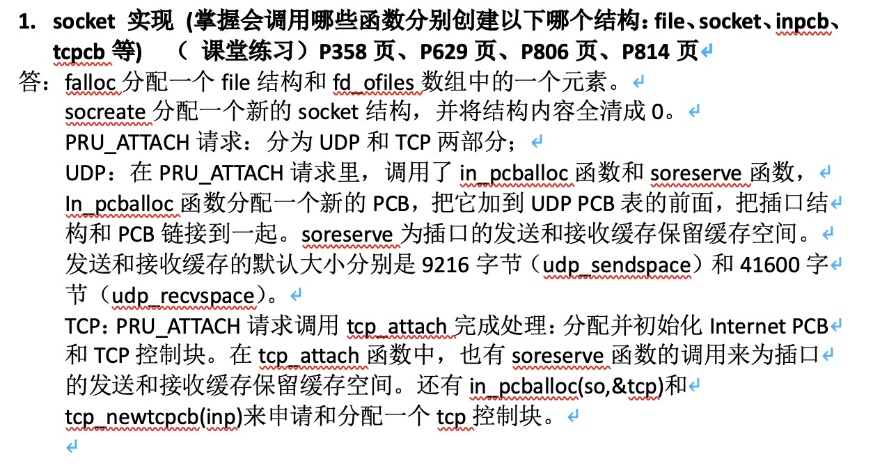 1. socket 实现 (掌握会调用哪些函数分别创建以下哪个结构: file、socket、inpcb、
tcpcb 等) （ 课堂练习）P358 页、P629 页、P806 页、P814 页
答：falloc 分配一个 file 结构和 fd_ofiles 数组中的一个元素。
socreate 分配一个新的 socket 结构，并将结构内容全清成 0。
PRU_ATTACH 请求：分为 UDP 和 TCP 两部分；
UDP：在 PRU_ATTACH 请求里，调用了 in_pcballoc 函数和 soreserve 函数，
In_pcballoc 函数分配一个新的 PCB，把它加到 UDP PCB 表的前面，把插口结
构和 PCB 链接到一起。soreserve 为插口的发送和接收缓存保留缓存空间。
发送和接收缓存的默认大小分别是 9216 字节（udp_sendspace）和 41600 字
节（udp_recvspace）。
TCP: PRU_ATTACH 请求调用 tcp_attach 完成处理: 分配并初始化 Internet PCB
和 TCP 控制块。在 tcp_attach 函数中，也有 soreserve 函数的调用来为插口
的发送和接收缓存保留缓存空间。还有 in_pcballoc(so,&tcp)和
tcp_newtcpcb(inp)来申请和分配一个 tcp 控制块。